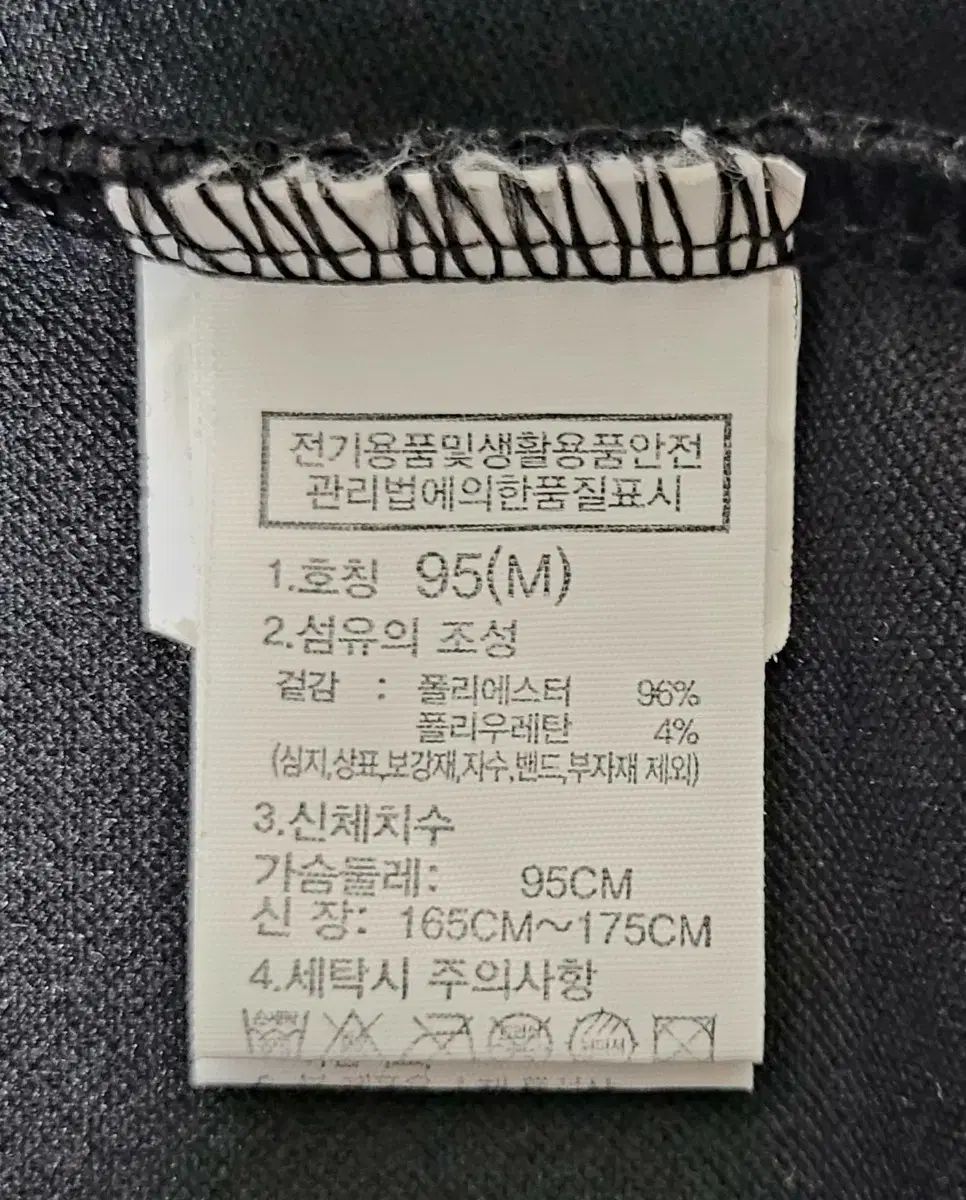 전기용품및생활용품안전
관리법에의한품질표시
1.호칭 95(M)
2.섬유의 조성
겉감 : 폴리에스터 96%
폴리우레탄 4%
(심지,상표,보강재,자수,밴드,부자재 제외)
3.신체치수
가슴둘레: 95CM
신 장: 165CM~175CM
4.세탁시 주의사항
손세탁